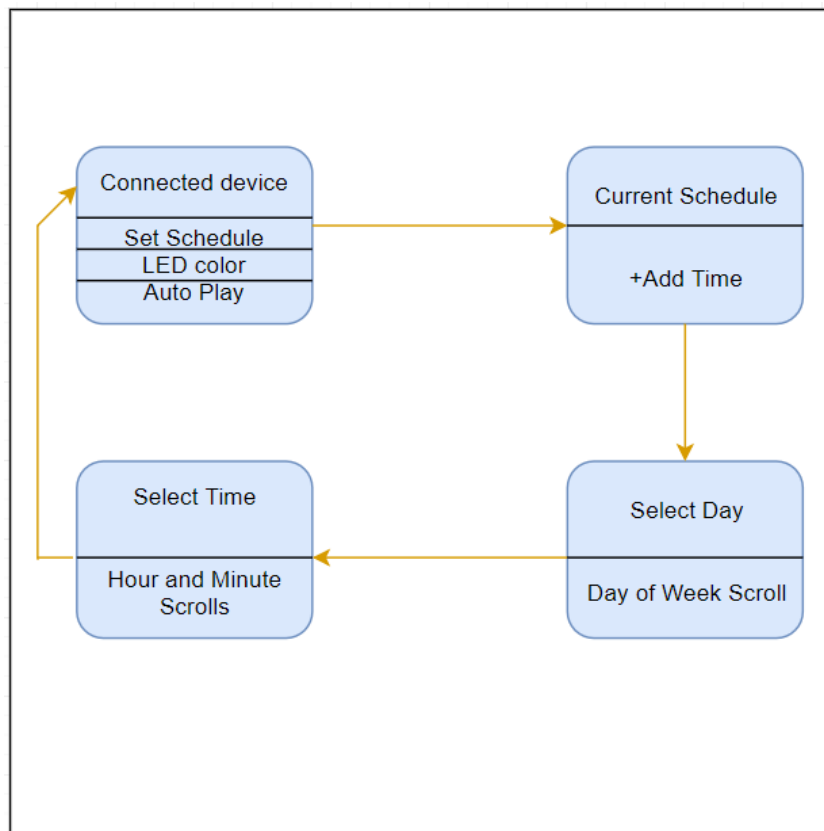 Connected device
Set Schedule
LED color
Auto Play
Current Schedule
+Add Time
Select Time
Hour and Minute
Scrolls
Select Day
Day of Week Scroll